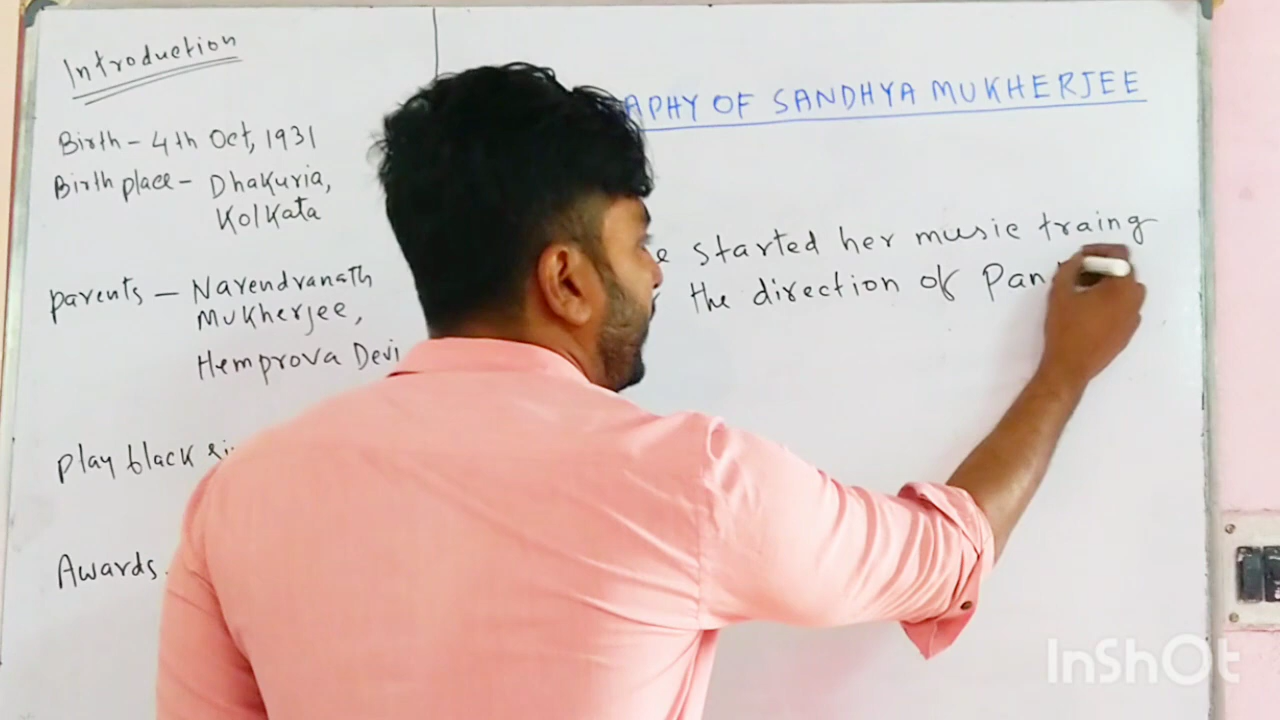 Introduction
Birth - 4th Oct, 1931
Birth place - Dhakuria,
Kolkata
parents - Narendranath
Mukherjee,
Hemprova Devi
play black
Awards
APHY OF SANDHYA MUKHERJEE
e started her music traing
the direction of Pan
InShOt